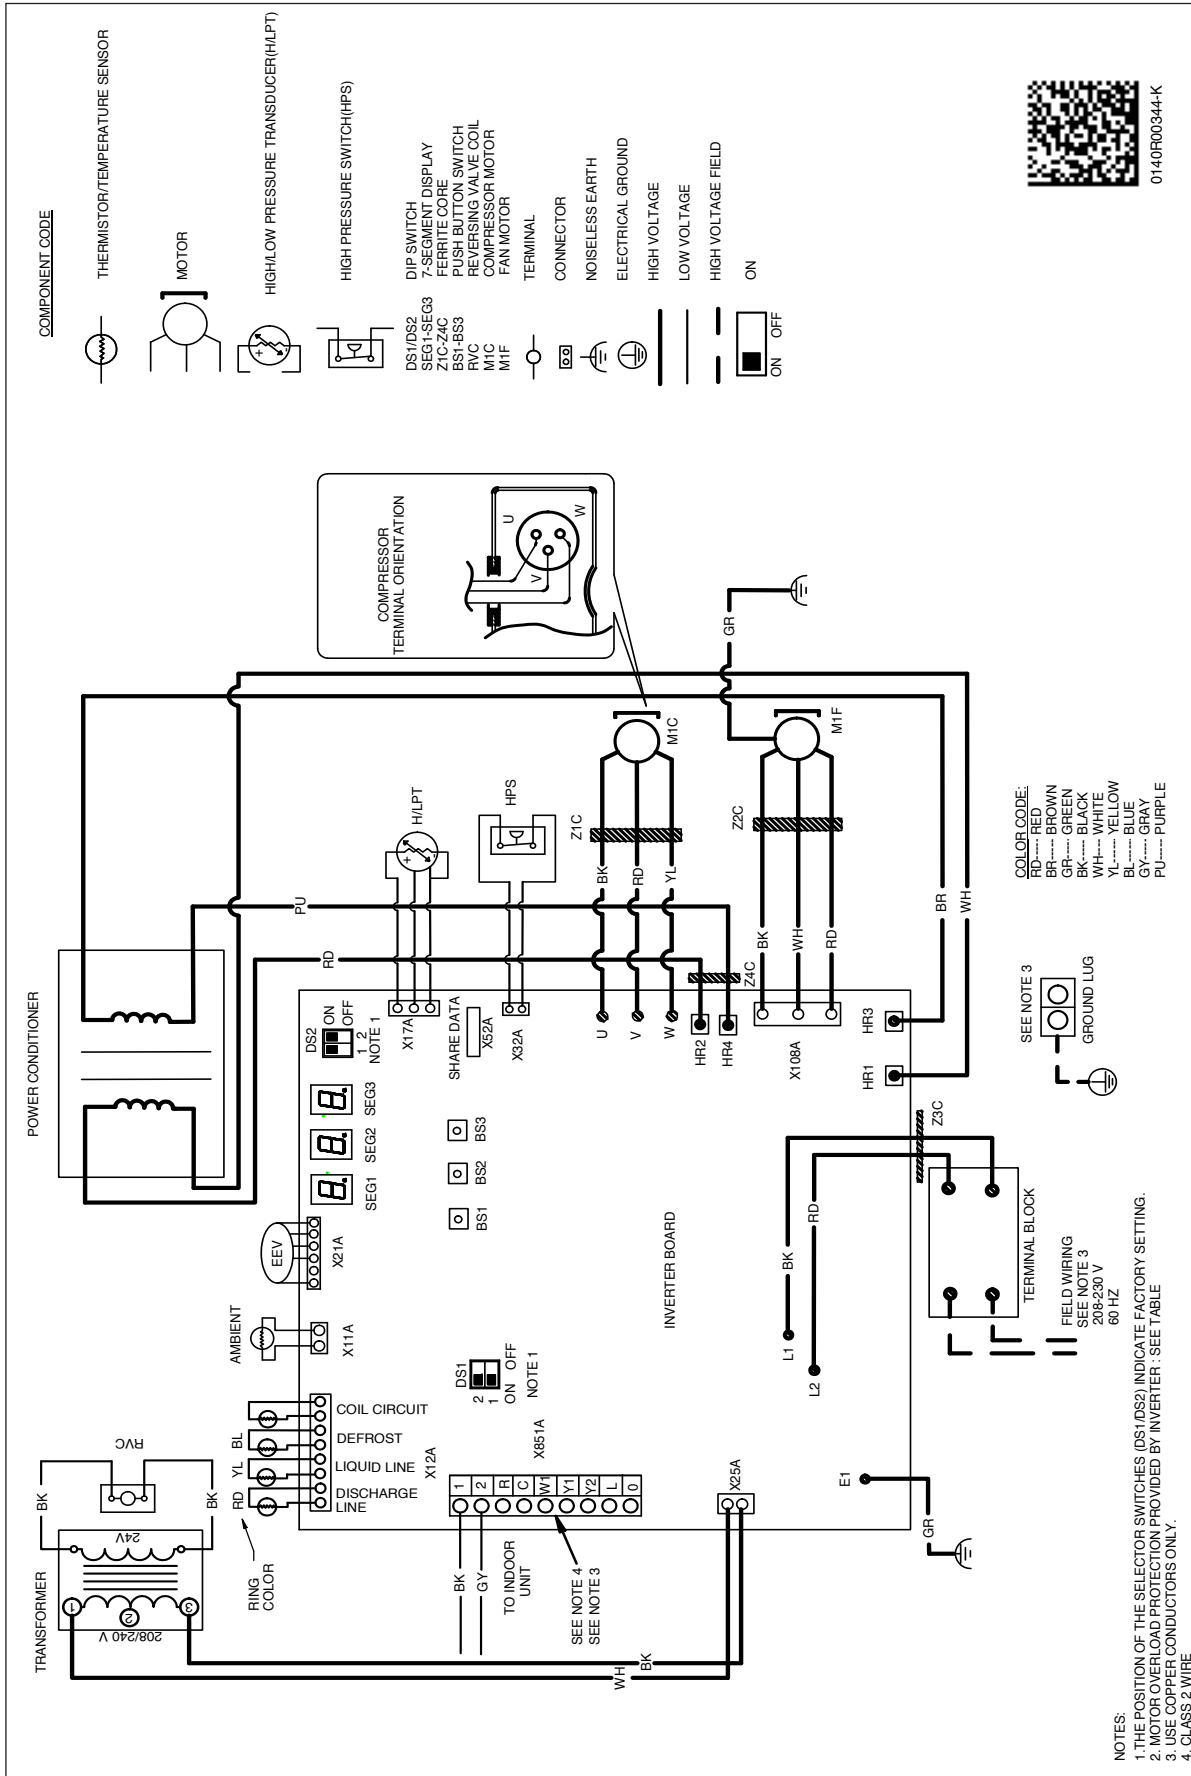 COMPONENT CODE
THERMISTOR/TEMPERATURE SENSOR
MOTOR
HIGH/LOW PRESSURE TRANSDUCER(H/LPT)
HIGH PRESSURE SWITCH(HPS)
DS1/DS2 DIP SWITCH
SEG1-SEG3 7-SEGMENT DISPLAY
Z1C-Z4C FERRITE CORE
BS1-BS3 PUSH BUTTON SWITCH
RVC REVERSING VALVE COIL
M1C COMPRESSOR MOTOR
M1F FAN MOTOR
TERMINAL
CONNECTOR
NOISELESS EARTH
ELECTRICAL GROUND
HIGH VOLTAGE
LOW VOLTAGE
HIGH VOLTAGE FIELD
ON OFF
ON
0140R00344-K
COMPRESSOR
TERMINAL ORIENTATION
U
V
W
POWER CONDITIONER
TRANSFORMER
208/240 V
24V
1
2
3
BK
BK
RVC
RING
COLOR
RD
YL
BL
DISCHARGE
LINE
LIQUID LINE
DEFROST
COIL CIRCUIT
X12A
AMBIENT
X11A
EEV
X21A
SEG1
SEG2
SEG3
DS2
ON
OFF
1 2
NOTE 1
X17A
H/LPT
SHARE DATA
X52A
X32A
HPS
PU
RD
BS1
BS2
BS3
DS1
2
1
ON OFF
NOTE 1
X851A
1
2
R
C
W1
Y1
Y2
L
0
BK
GY
TO INDOOR
UNIT
SEE NOTE 4
SEE NOTE 3
WH
BK
X25A
INVERTER BOARD
U
V
W
BK
RD
YL
Z1C
M1C
HR2
HR4
Z4C
X108A
BK
WH
RD
Z2C
M1F
GR
HR1
HR3
BR
WH
L1
L2
BK
RD
Z3C
TERMINAL BLOCK
FIELD WIRING
SEE NOTE 3
208-230 V
60 HZ
E1
GR
SEE NOTE 3
GROUND LUG
COLOR CODE:
RD----- RED
BR----- BROWN
GR----- GREEN
BK----- BLACK
WH---- WHITE
YL----- YELLOW
BL----- BLUE
GY----- GRAY
PU----- PURPLE
NOTES:
1.THE POSITION OF THE SELECTOR SWITCHES (DS1/DS2) INDICATE FACTORY SETTING.
2. MOTOR OVERLOAD PROTECTION PROVIDED BY INVERTER : SEE TABLE
3. USE COPPER CONDUCTORS ONLY.
4. CLASS 2 WIRE